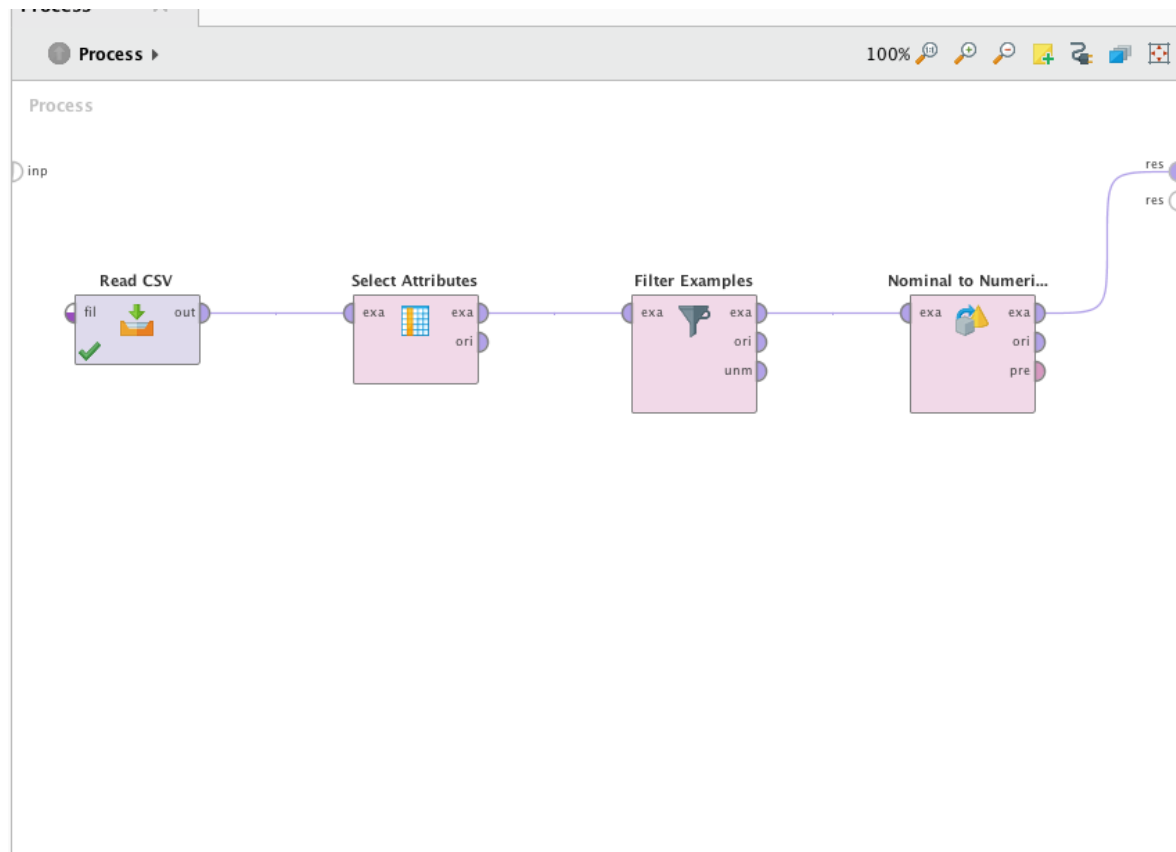 Process
Process
100%
Process
inp
res
res
Read CSV
fil
out
Select Attributes
exa
exa
ori
Filter Examples
exa
exa
ori
unm
Nominal to Numeri...
exa
exa
ori
pre